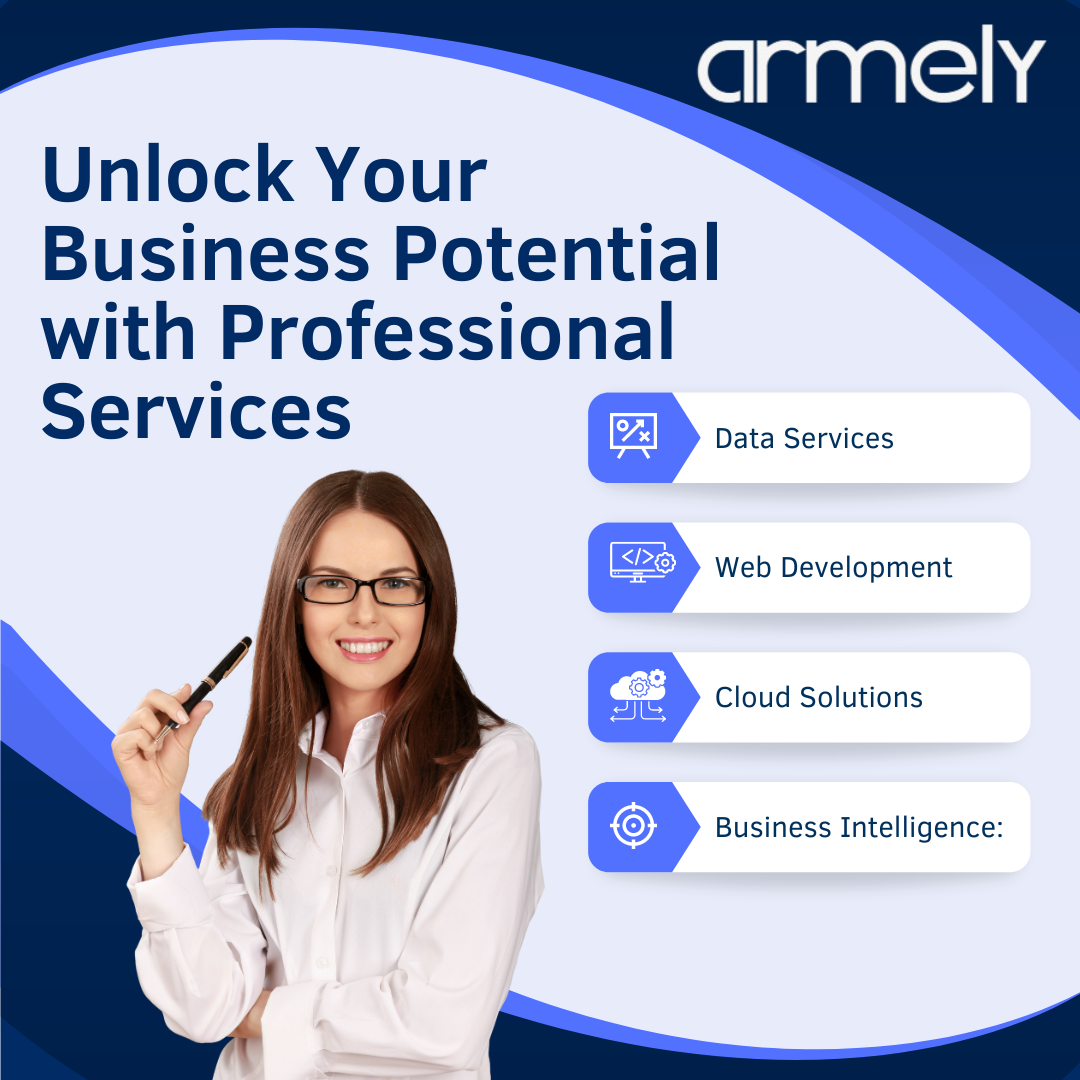 armely
Unlock Your
Business Potential
with Professional
Services
Data Services
Web Development
Cloud Solutions
Business Intelligence: